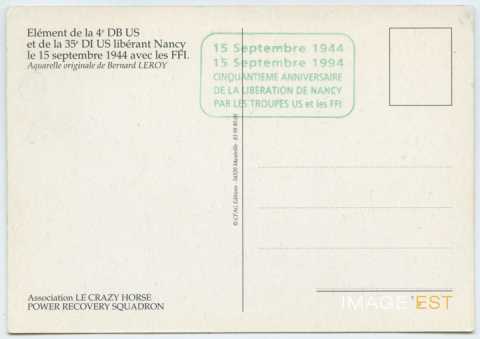 Elément de la 4e DB US
et de la 35e DI US libérant Nancy
le 15 septembre 1944 avec les FFI.
Aquarelle originale de Bernard LEROY
15 Septembre 1944
15 Septembre 1994
CINQUANTIEME ANNIVERSAIRE
DE LA LIBERATION DE NANCY
PAR LES TROUPES US et les FFI
Association LE CRAZY HORSE
POWER RECOVERY SQUADRON
IMAGE'EST